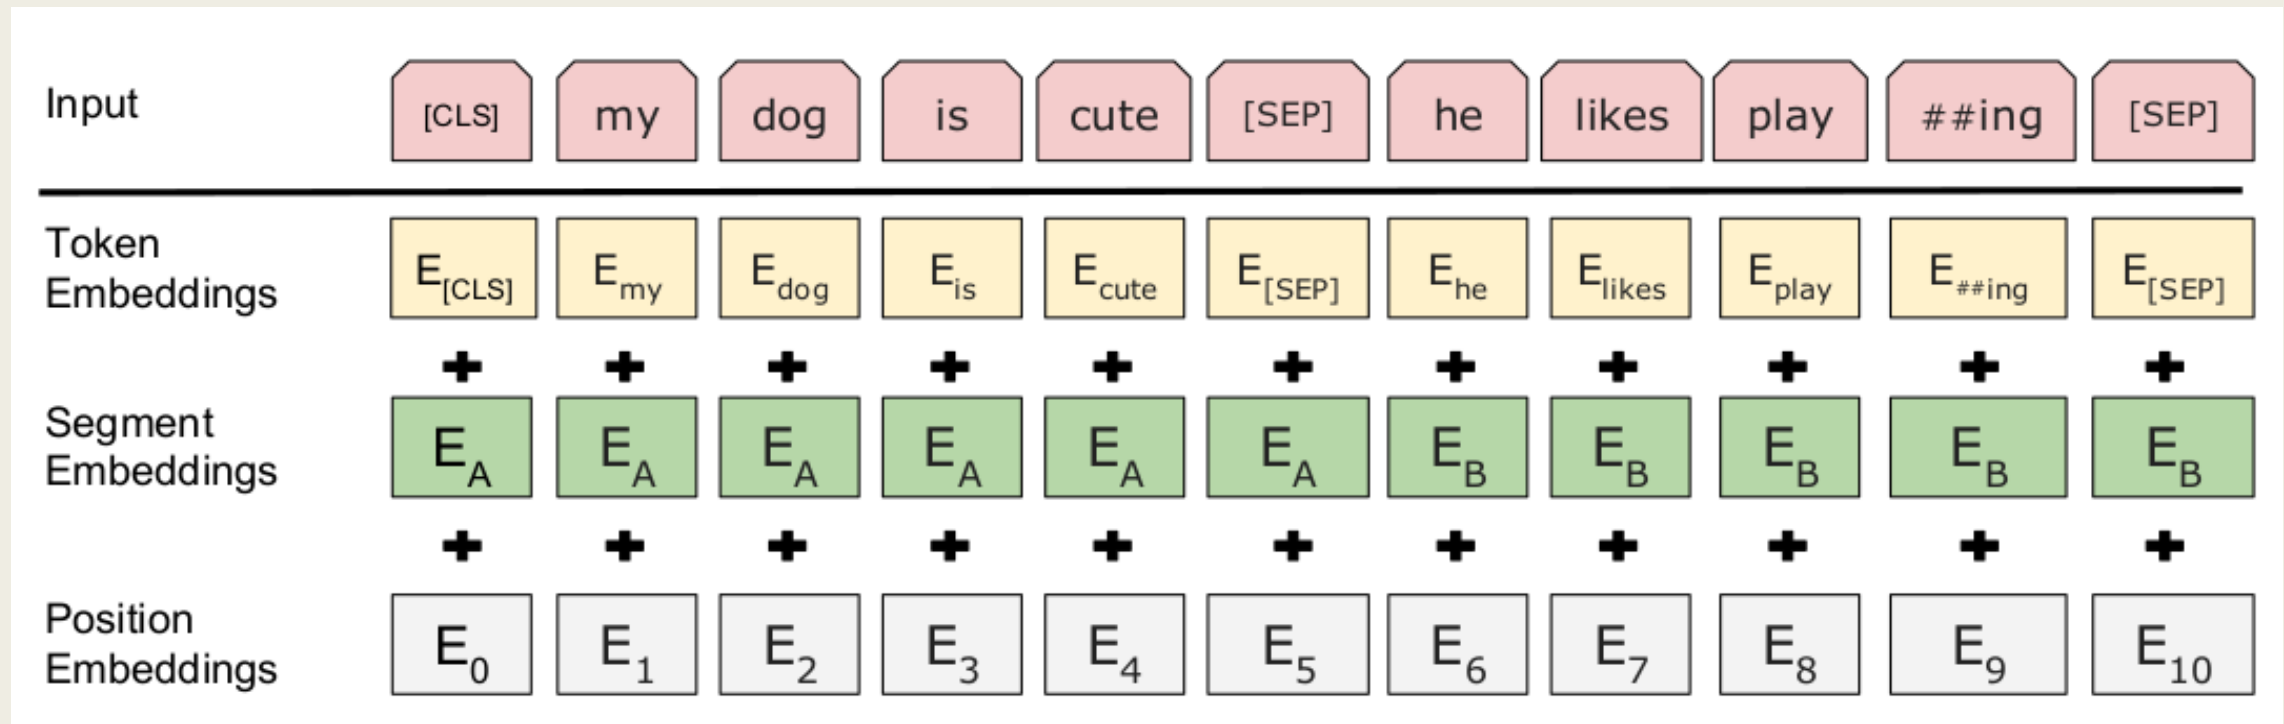 Input [CLS] my dog is cute [SEP] he likes play ##ing [SEP]
Token
Embeddings
E[CLS] Emy Edog Eis Ecute E[SEP] Ehe Elikes Eplay E##ing E[SEP]
+ + + + + + + + + + +
Segment
Embeddings
EA EA EA EA EA EA EB EB EB EB EB
+ + + + + + + + + + +
Position
Embeddings
E0 E1 E2 E3 E4 E5 E6 E7 E8 E9 E10